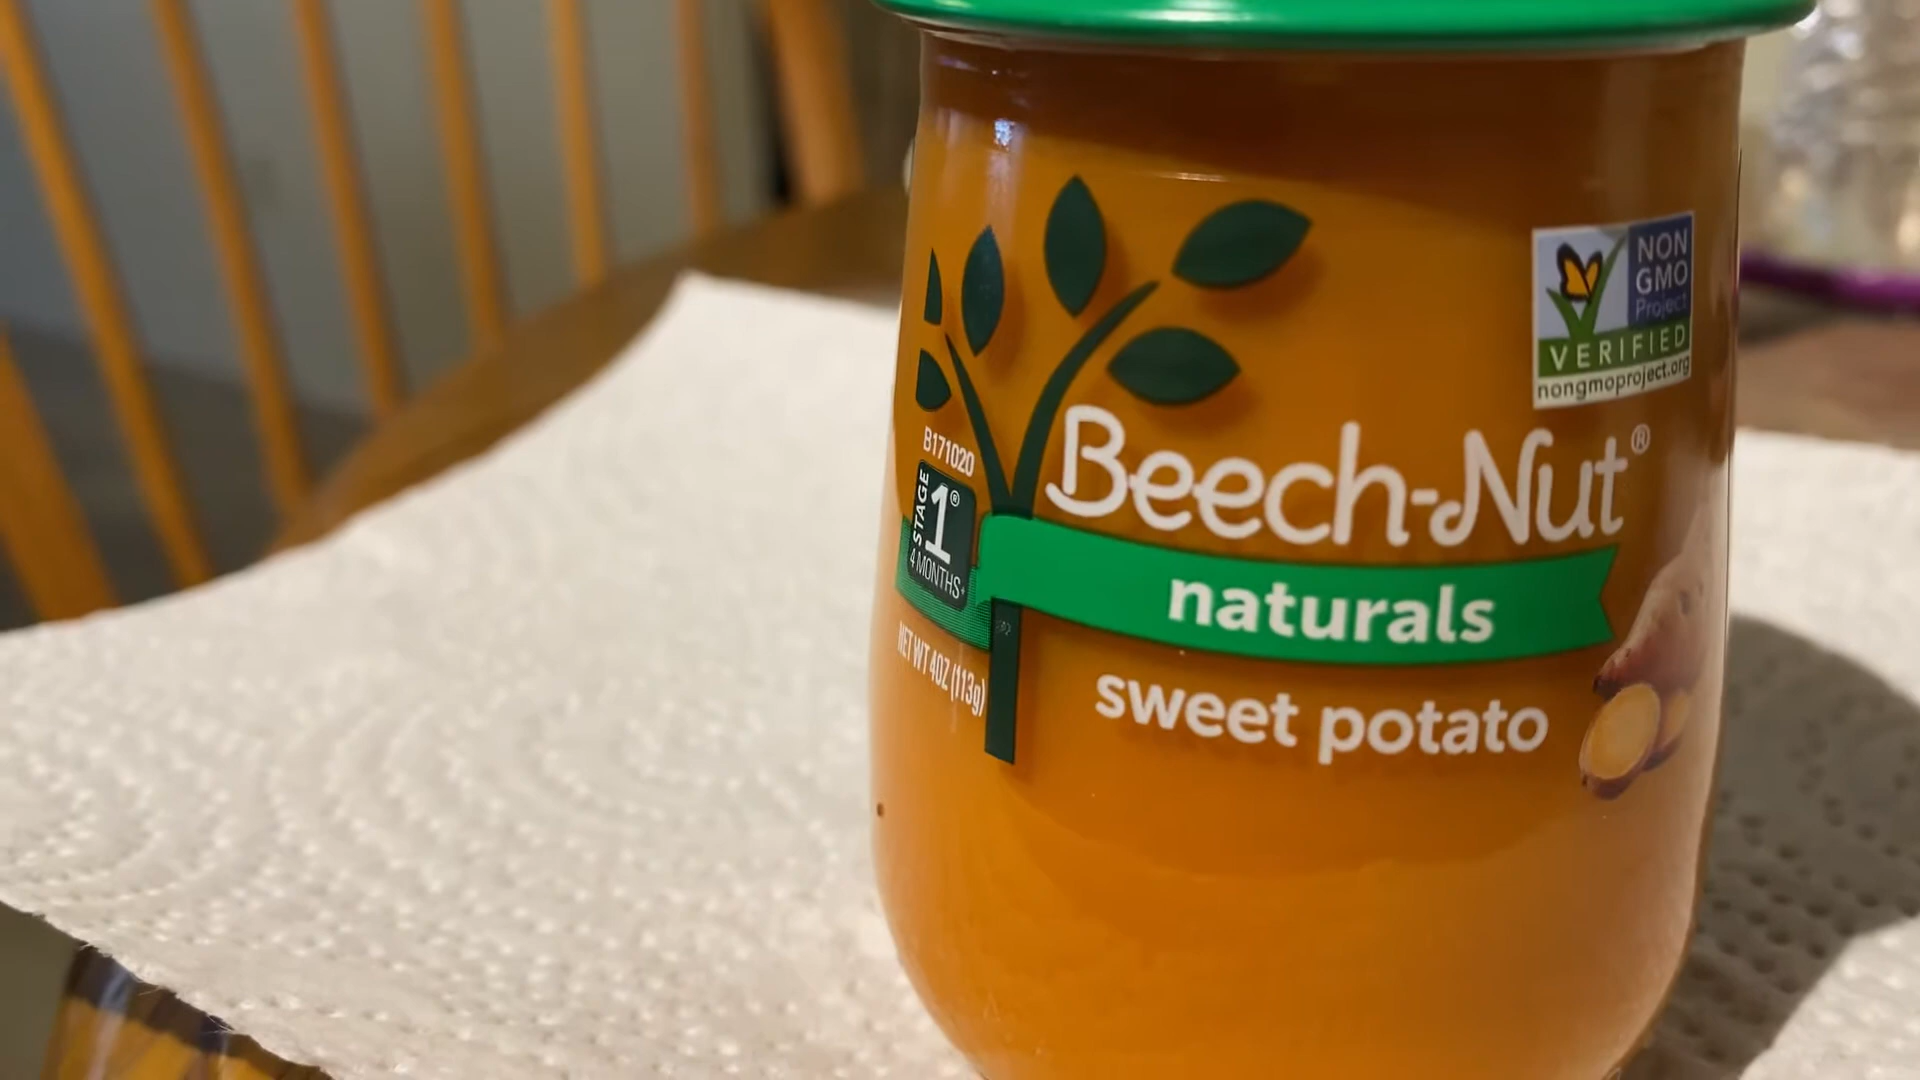 NON
GMO
Project
VERIFIED
nongmoproject.org
B171020
STAGE
1®
4 MONTHS+
Beech-Nut®
naturals
sweet potato
NET WT 4OZ (113g)